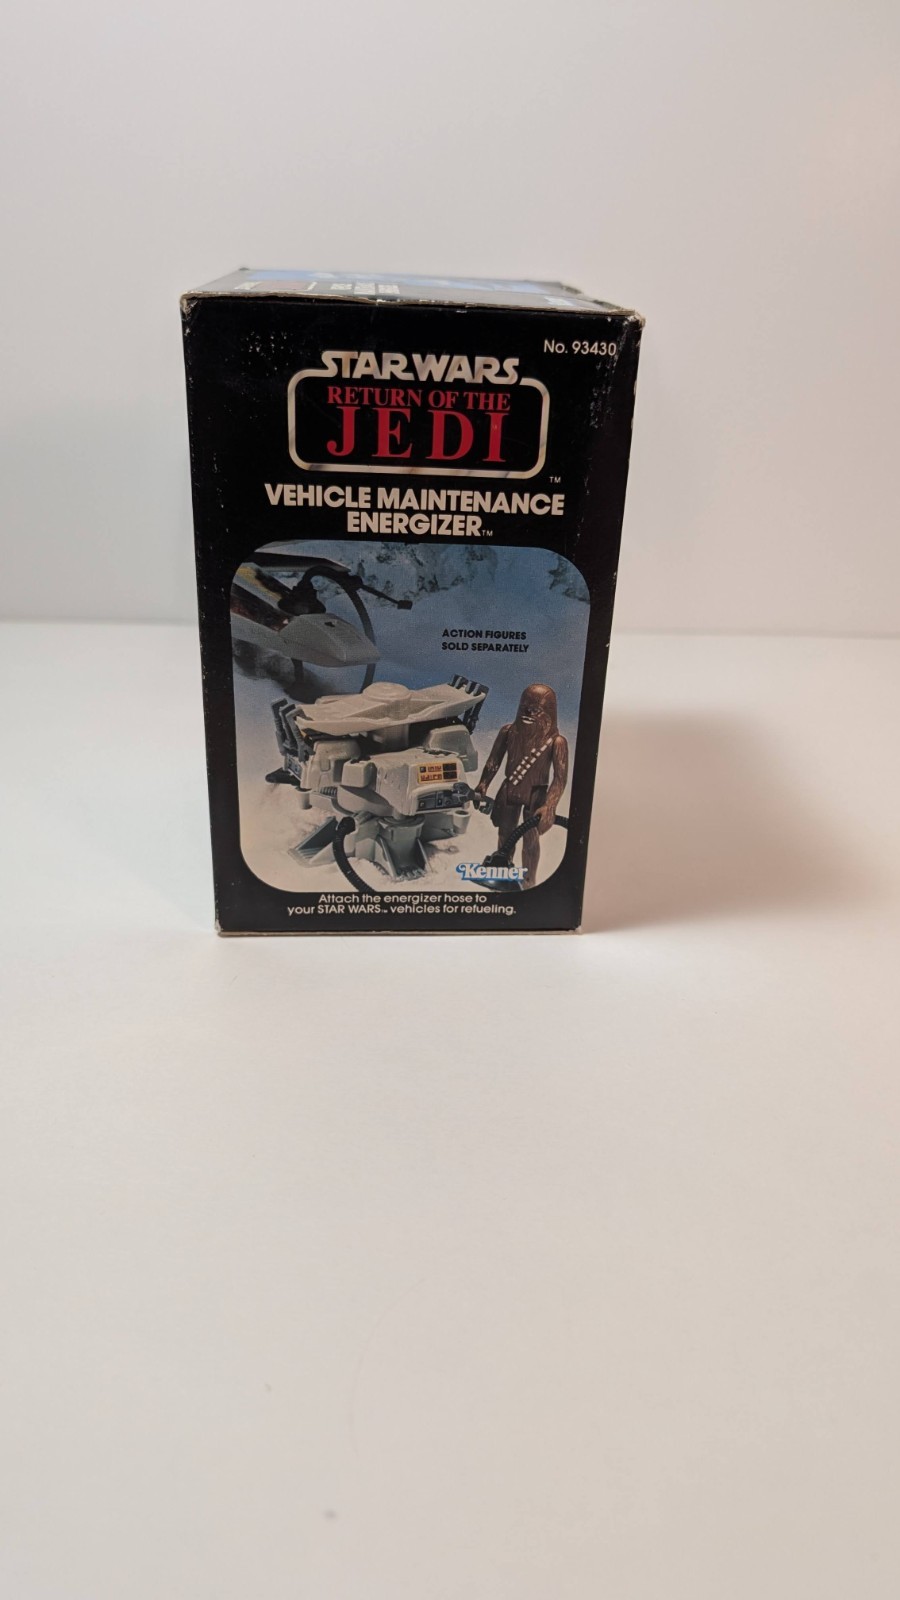 No. 93430
STAR WARS
RETURN OF THE
JEDI
TM
VEHICLE MAINTENANCE
ENERGIZER™
ACTION FIGURES
SOLD SEPARATELY
Kenner
Attach the energizer hose to
your STAR WARS™ vehicles for refueling.